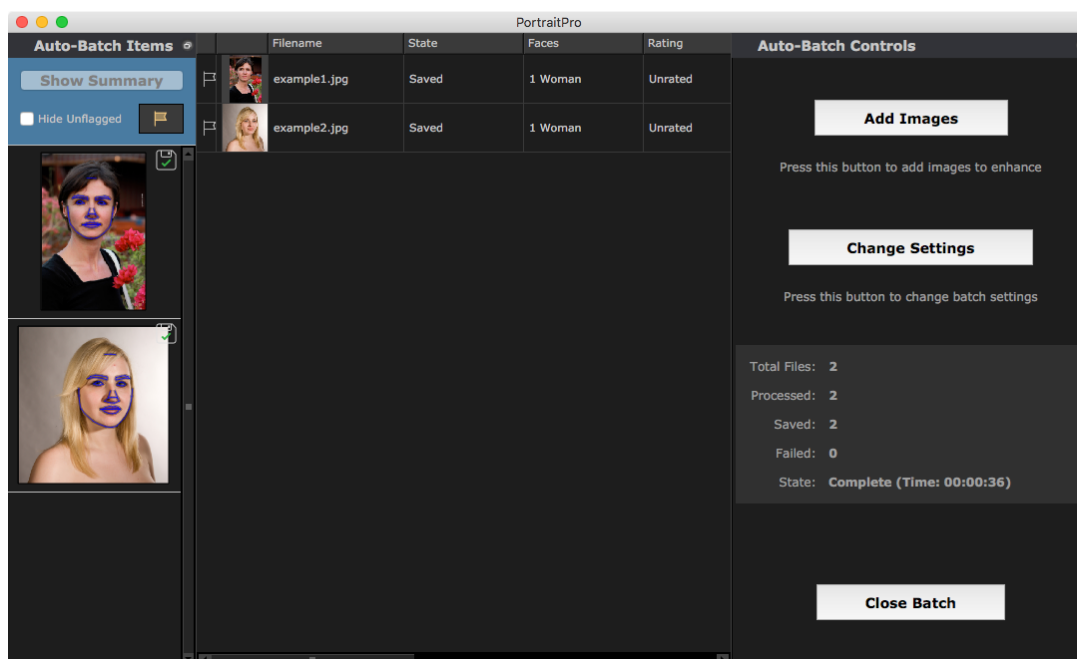 PortraitPro
Auto-Batch Items
Show Summary
Hide Unflagged
Filename State Faces Rating
example1.jpg Saved 1 Woman Unrated
example2.jpg Saved 1 Woman Unrated
Auto-Batch Controls
Add Images
Press this button to add images to enhance
Change Settings
Press this button to change batch settings
Total Files: 2
Processed: 2
Saved: 2
Failed: 0
State: Complete (Time: 00:00:36)
Close Batch